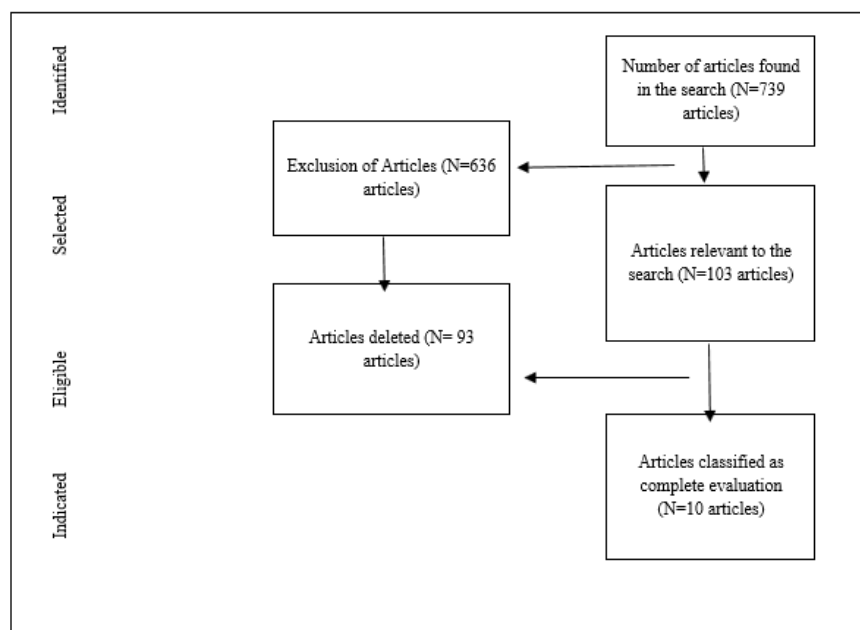 Identified
Number of articles found
in the search (N=739
articles)
Exclusion of Articles (N=636
articles)
Selected
Articles relevant to the
search (N=103 articles)
Articles deleted (N= 93
articles)
Eligible
Articles classified as
complete evaluation
(N=10 articles)
Indicated